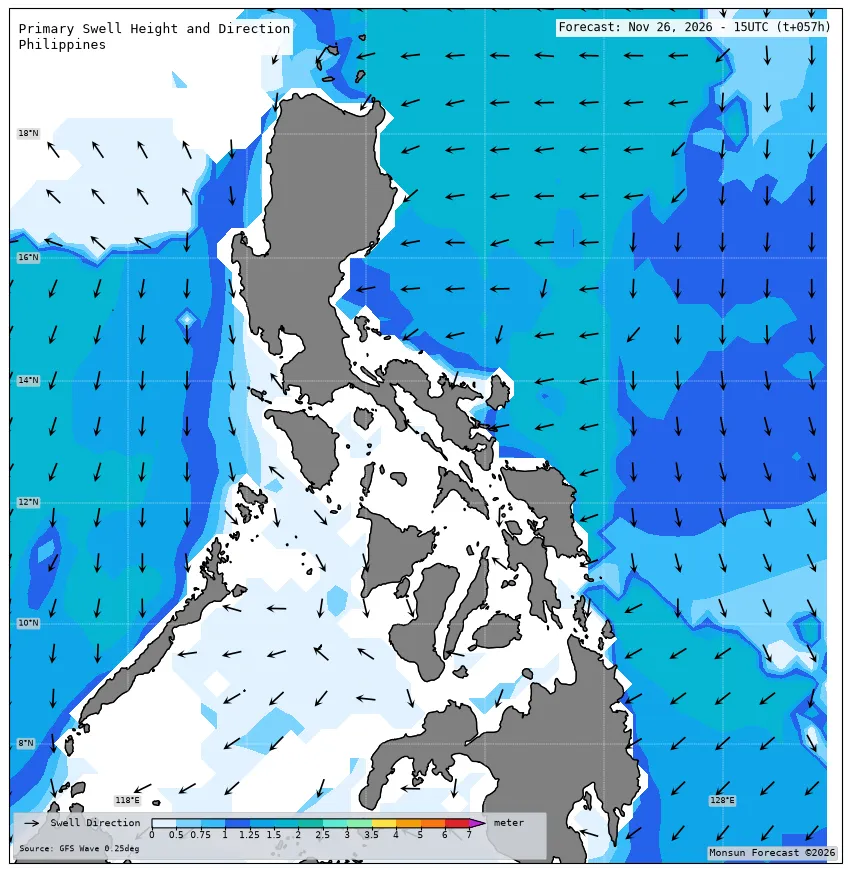 Primary Swell Height and Direction
Philippines
Forecast: Nov 26, 2026 - 15UTC (t+057h)
18°N
16°N
14°N
12°N
10°N
8°N
118°E
128°E
Swell Direction
0 0.5 0.75 1 1.25 1.5 2 2.5 3 3.5 4 5 6 7
meter
Source: GFS Wave 0.25deg
Monsun Forecast ©2026